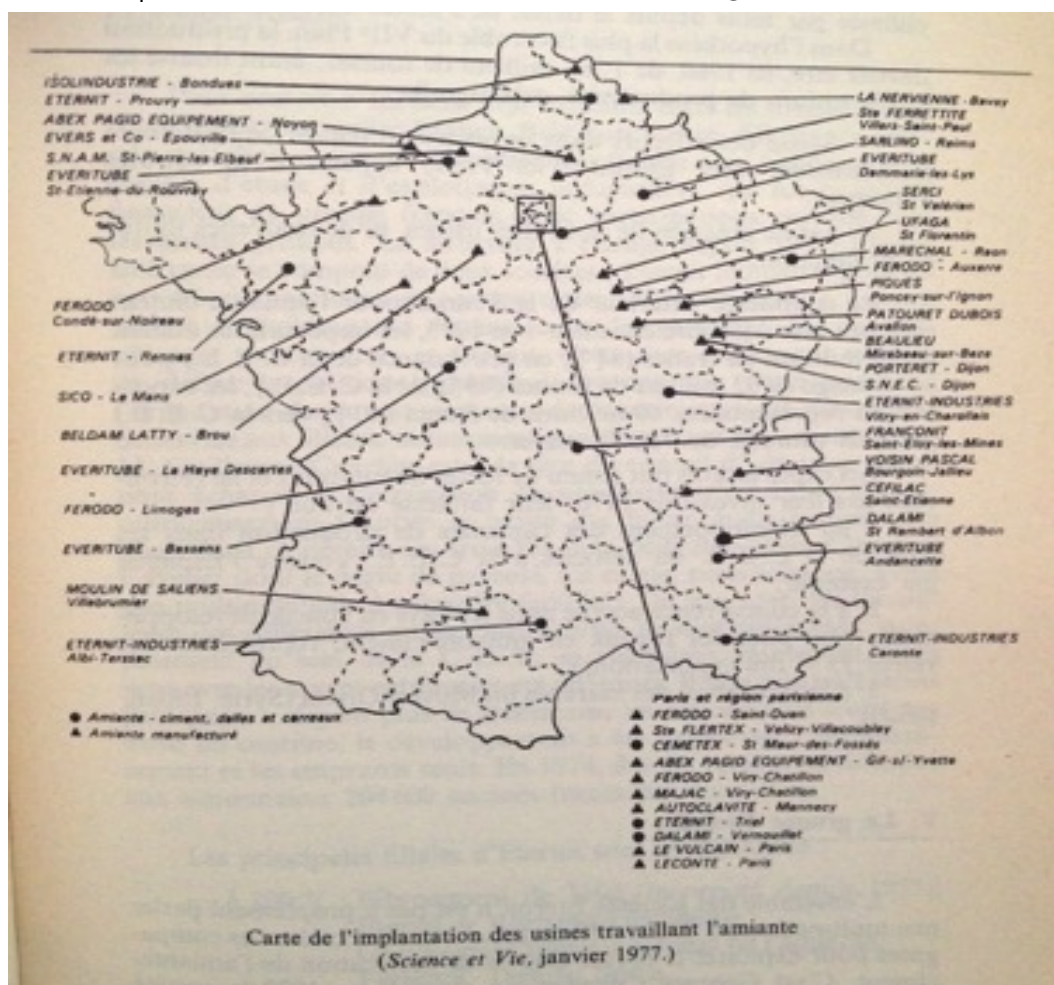 ISOLINDUSTRIE - Bondues
ETERNIT - Prouvy
ABEX PAGID EQUIPEMENT - Noyon
EVERS et Co - Epouville
S.N.A.M. St-Pierre-les Elbeuf
EVERITUBE
St-Etienne du Rouvray
FERODO
Condé-sur-Noireau
ETERNIT - Rennes
SICO - Le Mans
BELDAM LATTY - Brou
EVERITUBE - La Haye Descartes
FERODO - Limoges
EVERITUBE - Bassens
MOULIN DE SALIENS
Villebrumier
ETERNIT-INDUSTRIES
Albi-Terssac
● Amiante - ciment, dalles et carreaux
▲ Amiante manufacturé
LA NERVIENNE - Bavay
Ste FERRETTITE
Villers-Saint-Paul
SARLINO - Reims
EVERITUBE
Dammarie-les-Lys
SERCI
St Valérien
UFAGA
St Florentin
MARECHAL - Raon
FERODO - Auxerre
PIQUES
Poncey-sur-l'Ignon
PATOURET DUBOIS
Avallon
BEAULIEU
Mirebeau-sur-Beze
PORTERET - Dijon
S.N.E.C. - Dijon
ETERNIT-INDUSTRIES
Vitry-en-Charollais
FRANCONIT
Saint-Eloy-les-Mines
VOISIN PASCAL
Bourgoin-Jallieu
CEFILAC
Saint-Etienne
DALAMI
St Rambert d'Albon
EVERITUBE
Andancette
ETERNIT-INDUSTRIES
Caronte
Paris et région parisienne
▲ FERODO - Saint-Ouen
▲ Ste FLERTEX - Velizy-Villacoubley
● CEMETEX - St Maur-des-Fossés
▲ ABEX PAGID EQUIPEMENT - Gif-s/-Yvette
▲ FERODO - Viry-Chatillon
▲ MAJAC - Viry-Chatillon
▲ AUTOCLAVITE - Mennecy
● ETERNIT - Triel
● DALAMI - Vernouillet
▲ LE VULCAIN - Paris
▲ LECONTE - Paris
Carte de l'implantation des usines travaillant l'amiante
(Science et Vie, janvier 1977.)